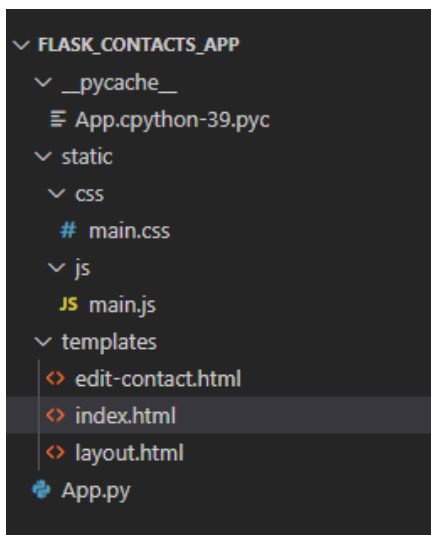 FLASK_CONTACTS_APP
__pycache__
App.cpython-39.pyc
static
css
# main.css
js
JS main.js
templates
<> edit-contact.html
<> index.html
<> layout.html
App.py